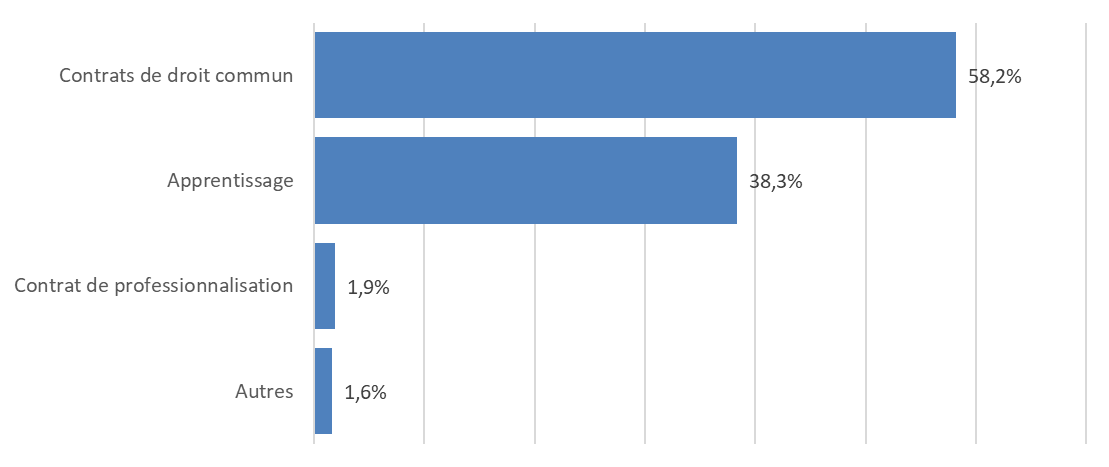 Contrats de droit commun
58,2%
Apprentissage
38,3%
Contrat de professionnalisation
1,9%
Autres
1,6%